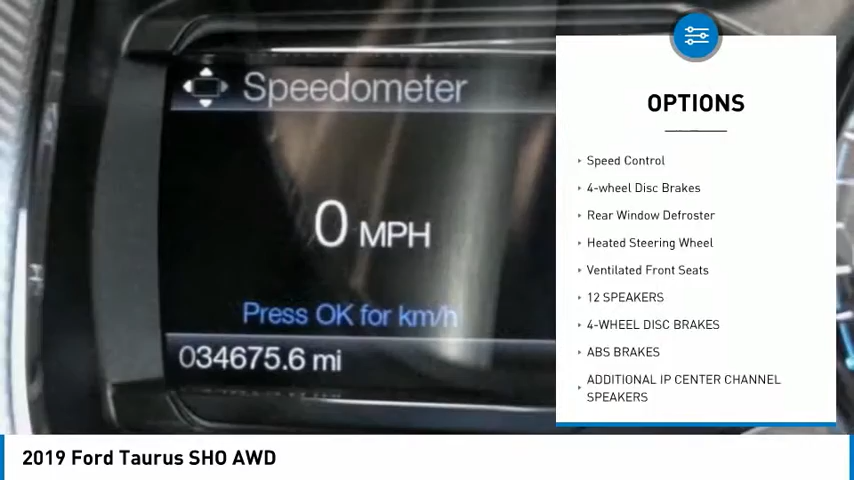 Speedometer
0 MPH
Press OK for km/h
034675.6 mi
OPTIONS
Speed Control
4-wheel Disc Brakes
Rear Window Defroster
Heated Steering Wheel
Ventilated Front Seats
12 SPEAKERS
4-WHEEL DISC BRAKES
ABS BRAKES
ADDITIONAL IP CENTER CHANNEL
SPEAKERS
2019 Ford Taurus SHO AWD